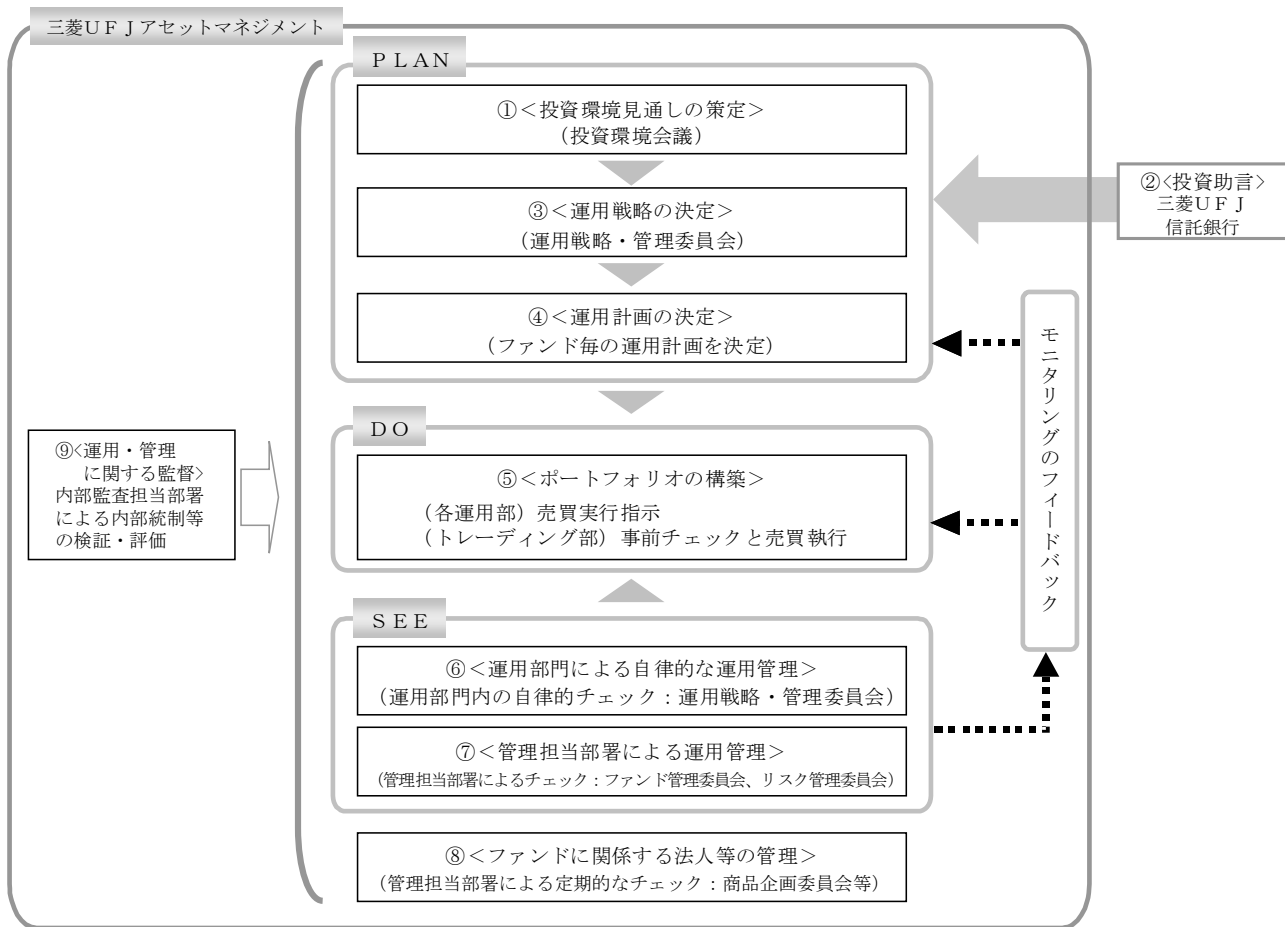 三菱ＵＦＪアセットマネジメント
ＰＬＡＮ
①＜投資環境見通しの策定＞
（投資環境会議）
②<投資助言>
三菱ＵＦＪ
信託銀行
③＜運用戦略の決定＞
（運用戦略・管理委員会）
④＜運用計画の決定＞
（ファンド毎の運用計画を決定）
モニタリングのフィードバック
ＤＯ
⑤＜ポートフォリオの構築＞
（各運用部）売買実行指示
（トレーディング部）事前チェックと売買執行
⑨<運用・管理
に関する監督>
内部監査担当部署
による内部統制等
の検証・評価
ＳＥＥ
⑥＜運用部門による自律的な運用管理＞
（運用部門内の自律的チェック：運用戦略・管理委員会）
⑦＜管理担当部署による運用管理＞
（管理担当部署によるチェック：ファンド管理委員会、リスク管理委員会）
⑧＜ファンドに関係する法人等の管理＞
（管理担当部署による定期的なチェック：商品企画委員会等）